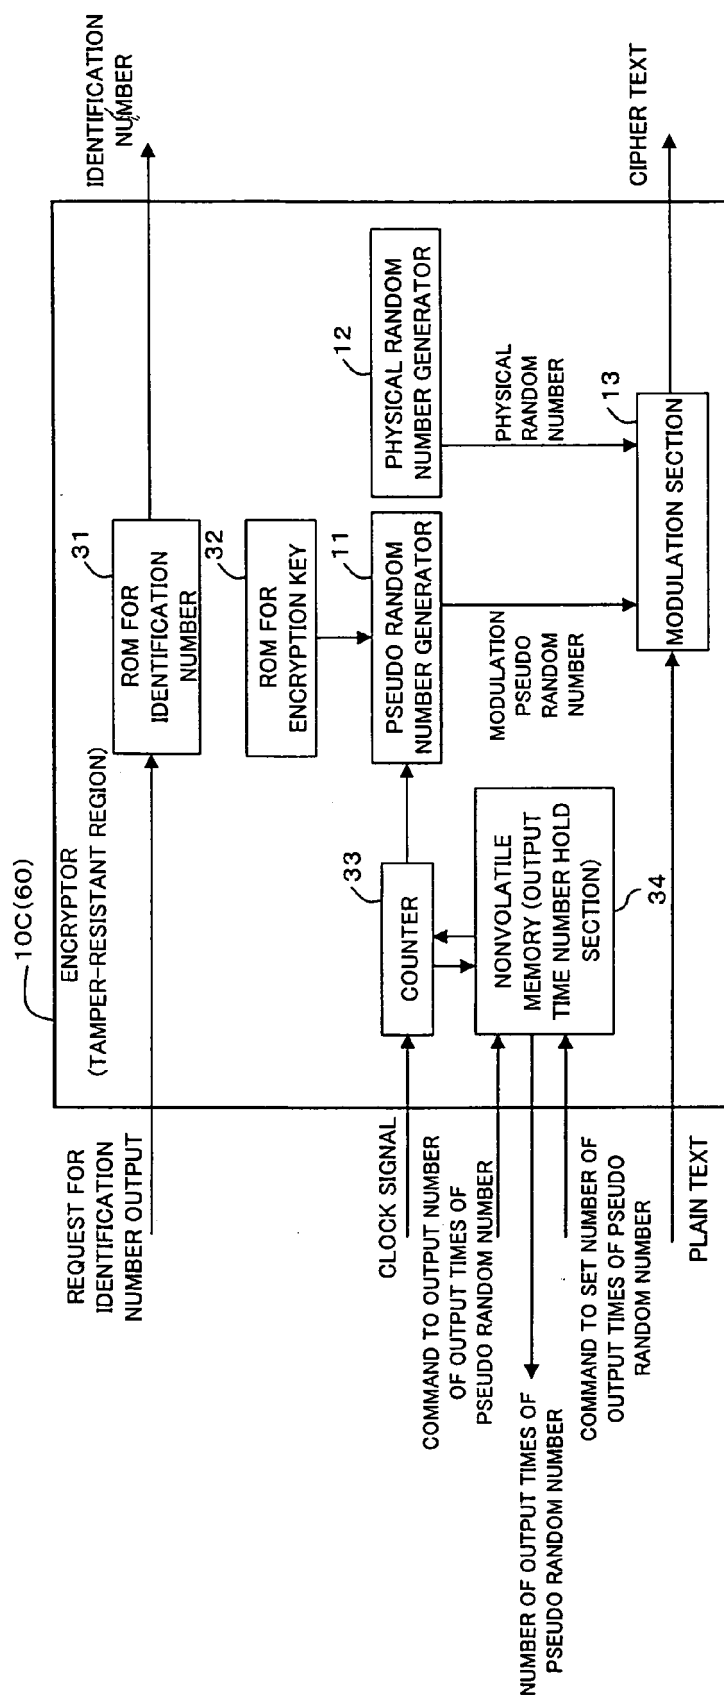 10C(60)
ENCRYPTOR
(TAMPER-RESISTANT REGION)
REQUEST FOR
IDENTIFICATION
NUMBER OUTPUT
31
ROM FOR
IDENTIFICATION
NUMBER
IDENTIFICATION
NUMBER
32
ROM FOR
ENCRYPTION KEY
CLOCK SIGNAL
33
COUNTER
11
PSEUDO RANDOM
NUMBER GENERATOR
12
PHYSICAL RANDOM
NUMBER GENERATOR
COMMAND TO OUTPUT NUMBER
OF OUTPUT TIMES OF
PSEUDO RANDOM NUMBER
NUMBER OF OUTPUT TIMES OF
PSEUDO RANDOM NUMBER
COMMAND TO SET NUMBER OF
OUTPUT TIMES OF PSEUDO
RANDOM NUMBER
NONVOLATILE
MEMORY (OUTPUT
TIME NUMBER HOLD
SECTION)
34
MODULATION
PSEUDO
RANDOM
NUMBER
PHYSICAL
RANDOM
NUMBER
13
PLAIN TEXT
MODULATION SECTION
CIPHER TEXT